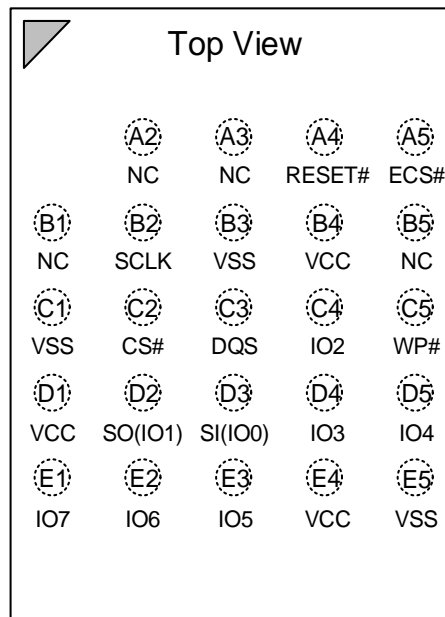 Top View
A2 A3 A4 A5
NC NC RESET# ECS#
B1 B2 B3 B4 B5
NC SCLK VSS VCC NC
C1 C2 C3 C4 C5
VSS CS# DQS IO2 WP#
D1 D2 D3 D4 D5
VCC SO(IO1) SI(IO0) IO3 IO4
E1 E2 E3 E4 E5
IO7 IO6 IO5 VCC VSS